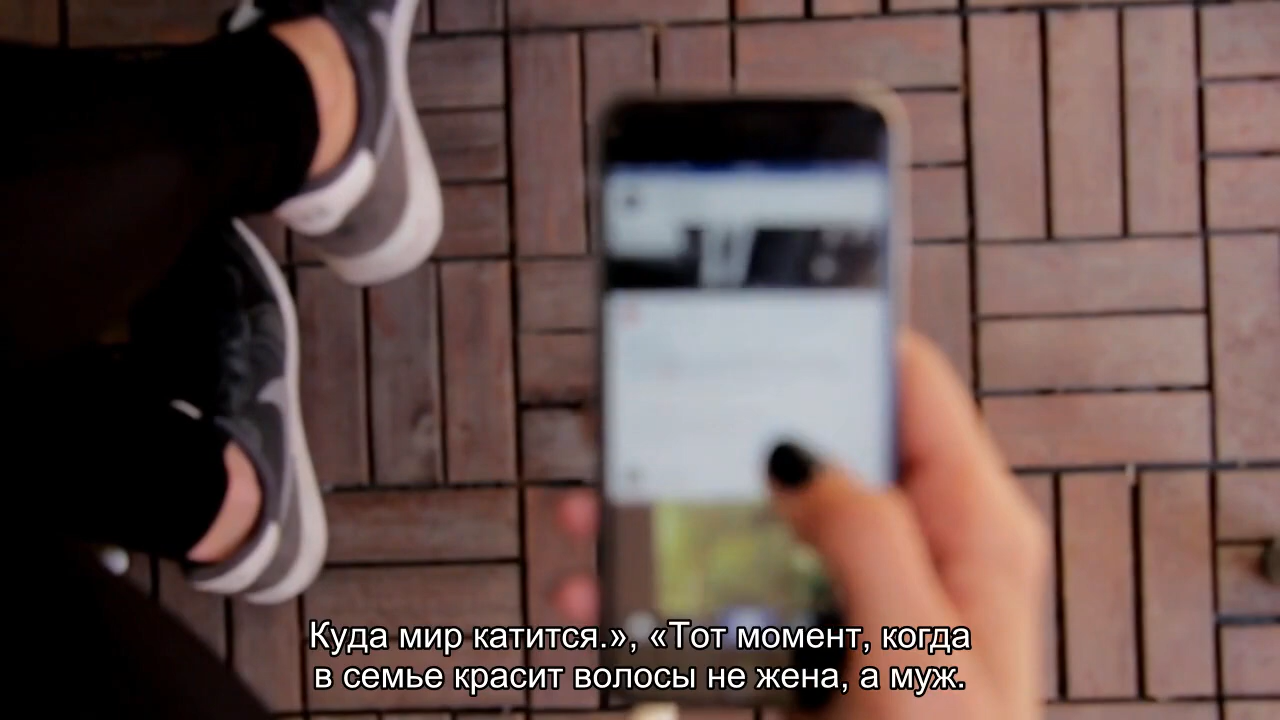 Куда мир катится.», «Тот момент, когда
в семье красит волосы не жена, а муж.